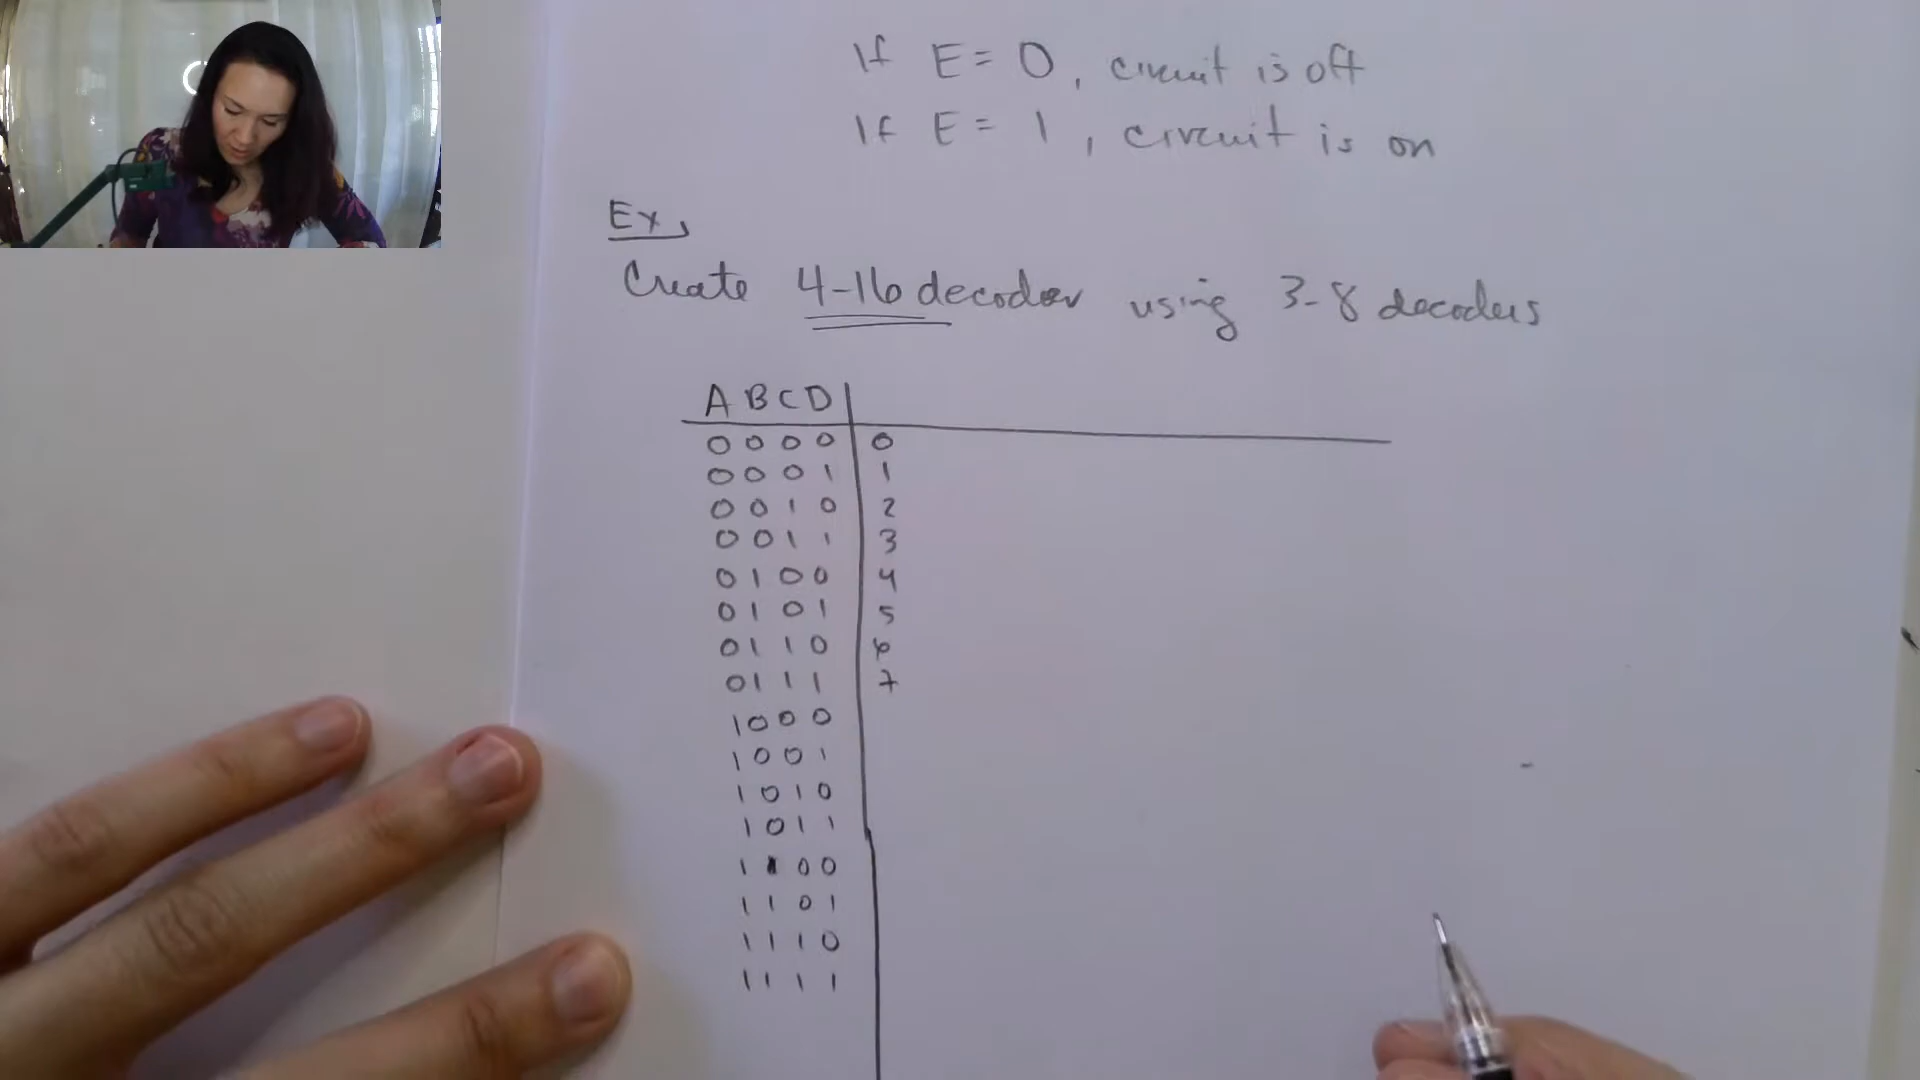 If E = 0, circuit is off
If E = 1, circuit is on
Ex,
Create 4-16 decoder using 3-8 decoders
A B C D
0 0 0 0 0
0 0 0 1 1
0 0 1 0 2
0 0 1 1 3
0 1 0 0 4
0 1 0 1 5
0 1 1 0 6
0 1 1 1 7
1 0 0 0
1 0 0 1
1 0 1 0
1 0 1 1
1 1 0 0
1 1 0 1
1 1 1 0
1 1 1 1